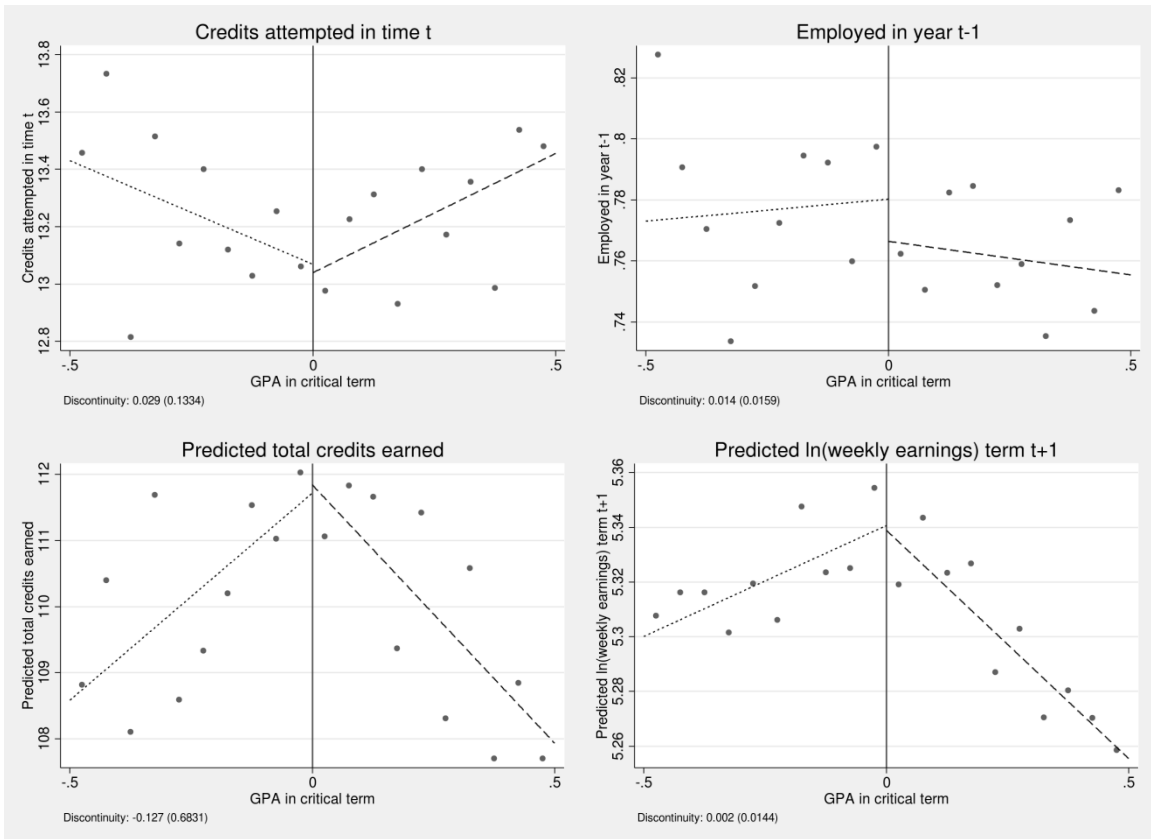 Credits attempted in time t
Credits attempted in time t
13.8
13.6
13.4
13.2
13
12.8
-.5
0
.5
GPA in critical term
Discontinuity: 0.029 (0.1334)
Employed in year t-1
Employed in year t-1
.82
.8
.78
.76
.74
-.5
0
.5
GPA in critical term
Discontinuity: 0.014 (0.0159)
Predicted total credits earned
Predicted total credits earned
112
111
110
109
108
-.5
0
.5
GPA in critical term
Discontinuity: -0.127 (0.6831)
Predicted ln(weekly earnings) term t+1
Predicted ln(weekly earnings) term t+1
5.36
5.34
5.32
5.3
5.28
5.26
-.5
0
.5
GPA in critical term
Discontinuity: 0.002 (0.0144)